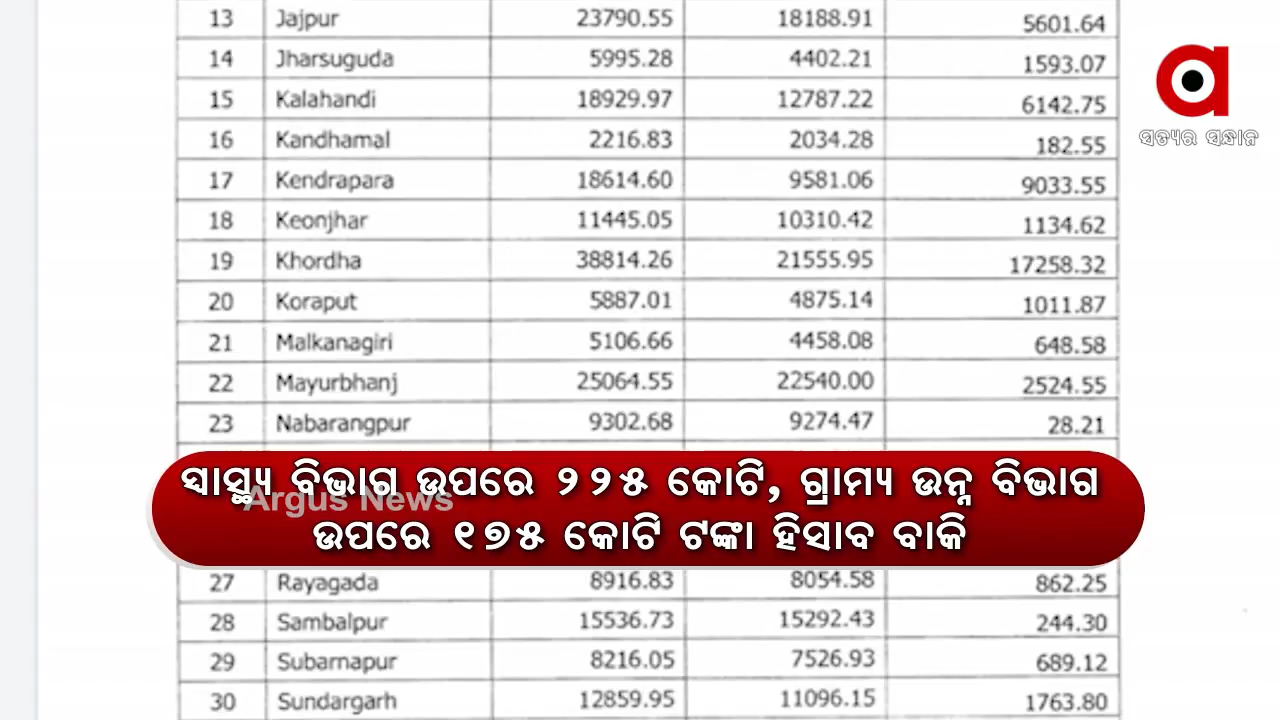 13 Jajpur 23790.55 18188.91 5601.64
14 Jharsuguda 5995.28 4402.21 1593.07
15 Kalahandi 18929.97 12787.22 6142.75
16 Kandhamal 2216.83 2034.28 182.55
17 Kendrapara 18614.60 9581.06 9033.55
18 Keonjhar 11445.05 10310.42 1134.62
19 Khordha 38814.26 21555.95 17258.32
20 Koraput 5887.01 4875.14 1011.87
21 Malkanagiri 5106.66 4458.08 648.58
22 Mayurbhanj 25064.55 22540.00 2524.55
23 Nabarangpur 9302.68 9274.47 28.21
ସ୍ୱାସ୍ଥ୍ୟ ବିଭାଗ ଉପରେ ୨୨୫ କୋଟି, ଗ୍ରାମ୍ୟ ଉନ୍ନ ବିଭାଗ
Argus News
ଉପରେ ୧୭୫ କୋଟି ଟଙ୍କା ହିସାବ ବାକି
27 Rayagada 8916.83 8054.58 862.25
28 Sambalpur 15536.73 15292.43 244.30
29 Subarnapur 8216.05 7526.93 689.12
30 Sundargarh 12859.95 11096.15 1763.80
a
ସତ୍ୟର ସନ୍ଧାନ